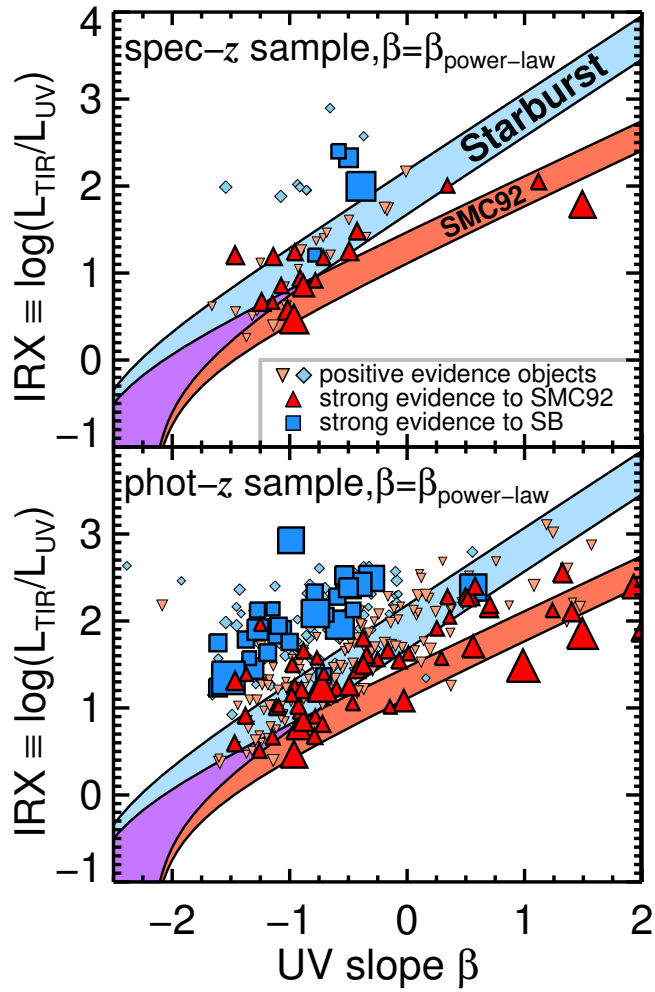 spec-z sample,β=β_power-law
Starburst
SMC92
positive evidence objects
strong evidence to SMC92
strong evidence to SB
IRX ≡ log(L_TIR/L_UV)
4
3
2
1
0
-1
phot-z sample,β=β_power-law
IRX ≡ log(L_TIR/L_UV)
3
2
1
0
-1
-2 -1 0 1 2
UV slope β